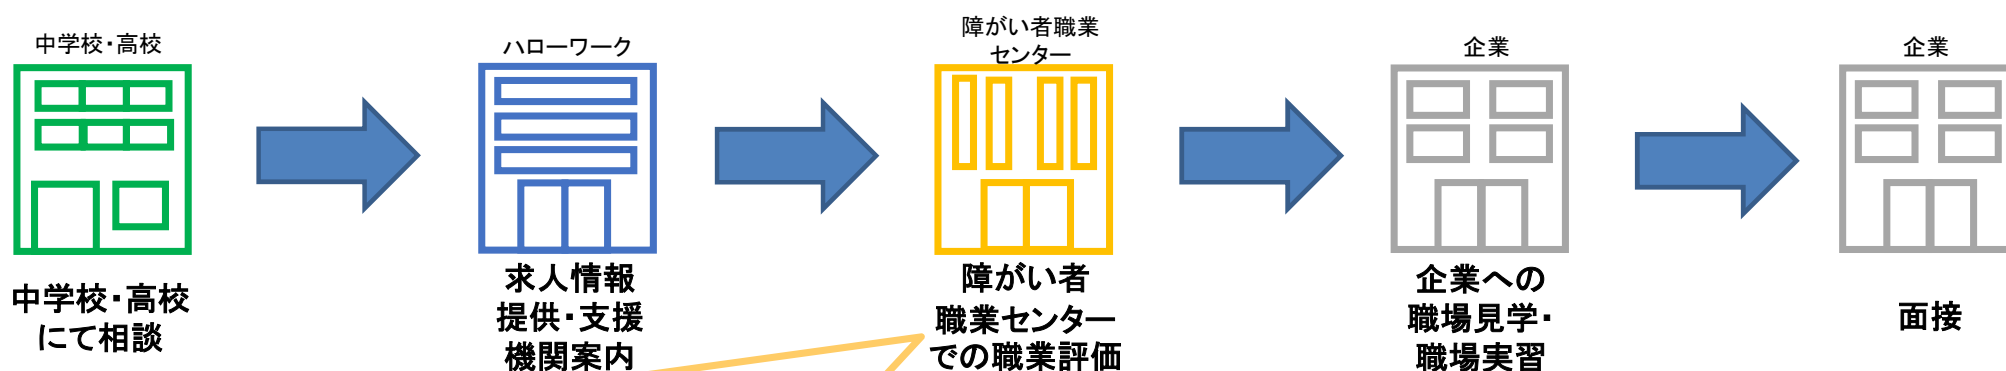 中学校・高校
ハローワーク
障がい者職業
センター
企業
企業
中学校・高校
にて相談
求人情報
提供・支援
機関案内
障がい者
職業センター
での職業評価
企業への
職場見学・
職場実習
面接